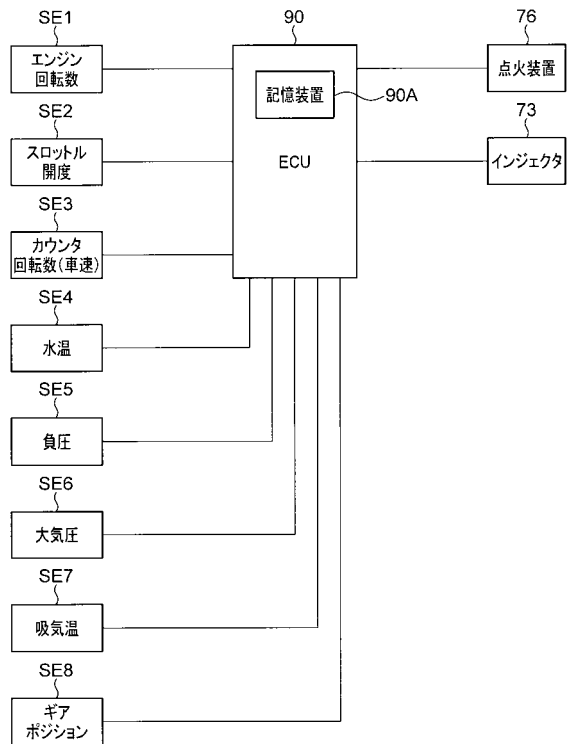 SE1
エンジン
回転数
SE2
スロットル
開度
SE3
カウンタ
回転数(車速)
SE4
水温
SE5
負圧
SE6
大気圧
SE7
吸気温
SE8
ギア
ポジション
90
記憶装置
90A
ECU
76
点火装置
73
インジェクタ